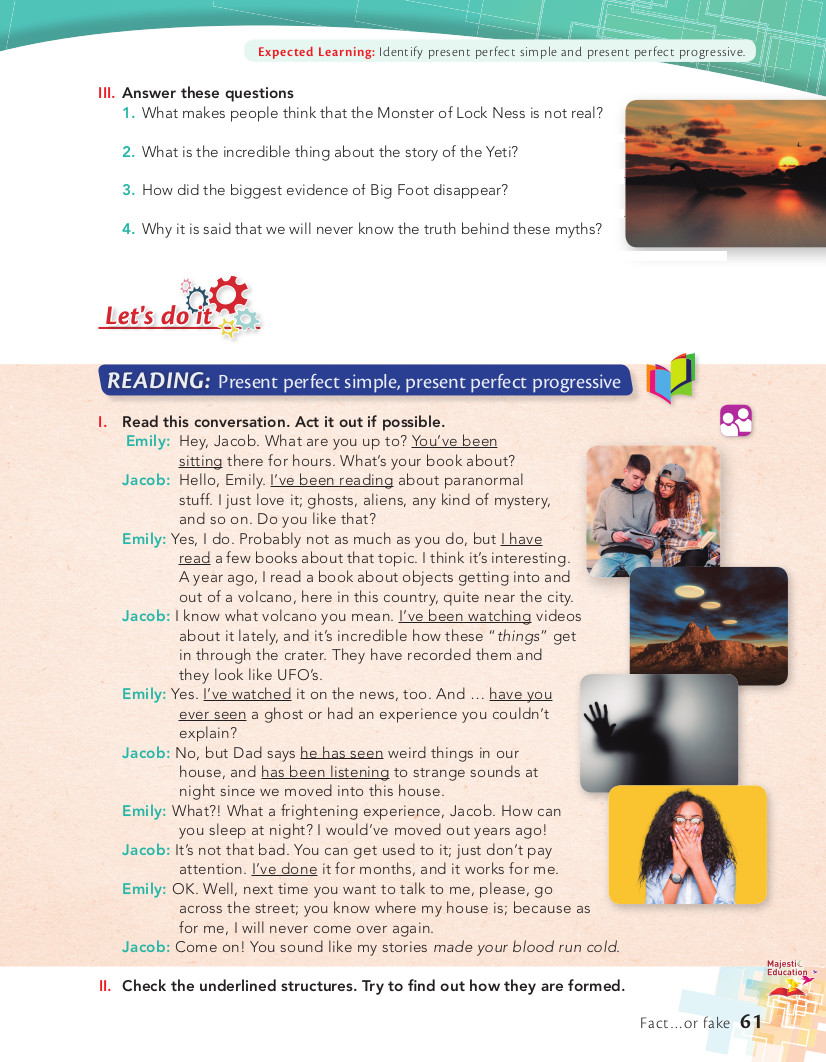 Expected Learning: Identify present perfect simple and present perfect progressive.
III. Answer these questions
1. What makes people think that the Monster of Lock Ness is not real?
2. What is the incredible thing about the story of the Yeti?
3. How did the biggest evidence of Big Foot disappear?
4. Why it is said that we will never know the truth behind these myths?
Let's do it
READING: Present perfect simple, present perfect progressive
I. Read this conversation. Act it out if possible.
Emily: Hey, Jacob. What are you up to? You've been
sitting there for hours. What's your book about?
Jacob: Hello, Emily. I've been reading about paranormal
stuff. I just love it; ghosts, aliens, any kind of mystery,
and so on. Do you like that?
Emily: Yes, I do. Probably not as much as you do, but I have
read a few books about that topic. I think it's interesting.
A year ago, I read a book about objects getting into and
out of a volcano, here in this country, quite near the city.
Jacob: I know what volcano you mean. I've been watching videos
about it lately, and it's incredible how these "things" get
in through the crater. They have recorded them and
they look like UFO's.
Emily: Yes. I've watched it on the news, too. And ... have you
ever seen a ghost or had an experience you couldn't
explain?
Jacob: No, but Dad says he has seen weird things in our
house, and has been listening to strange sounds at
night since we moved into this house.
Emily: What?! What a frightening experience, Jacob. How can
you sleep at night? I would've moved out years ago!
Jacob: It's not that bad. You can get used to it; just don't pay
attention. I've done it for months, and it works for me.
Emily: OK. Well, next time you want to talk to me, please, go
across the street; you know where my house is; because as
for me, I will never come over again.
Jacob: Come on! You sound like my stories made your blood run cold.
II. Check the underlined structures. Try to find out how they are formed.
Majestic
Education
Fact...or fake 61